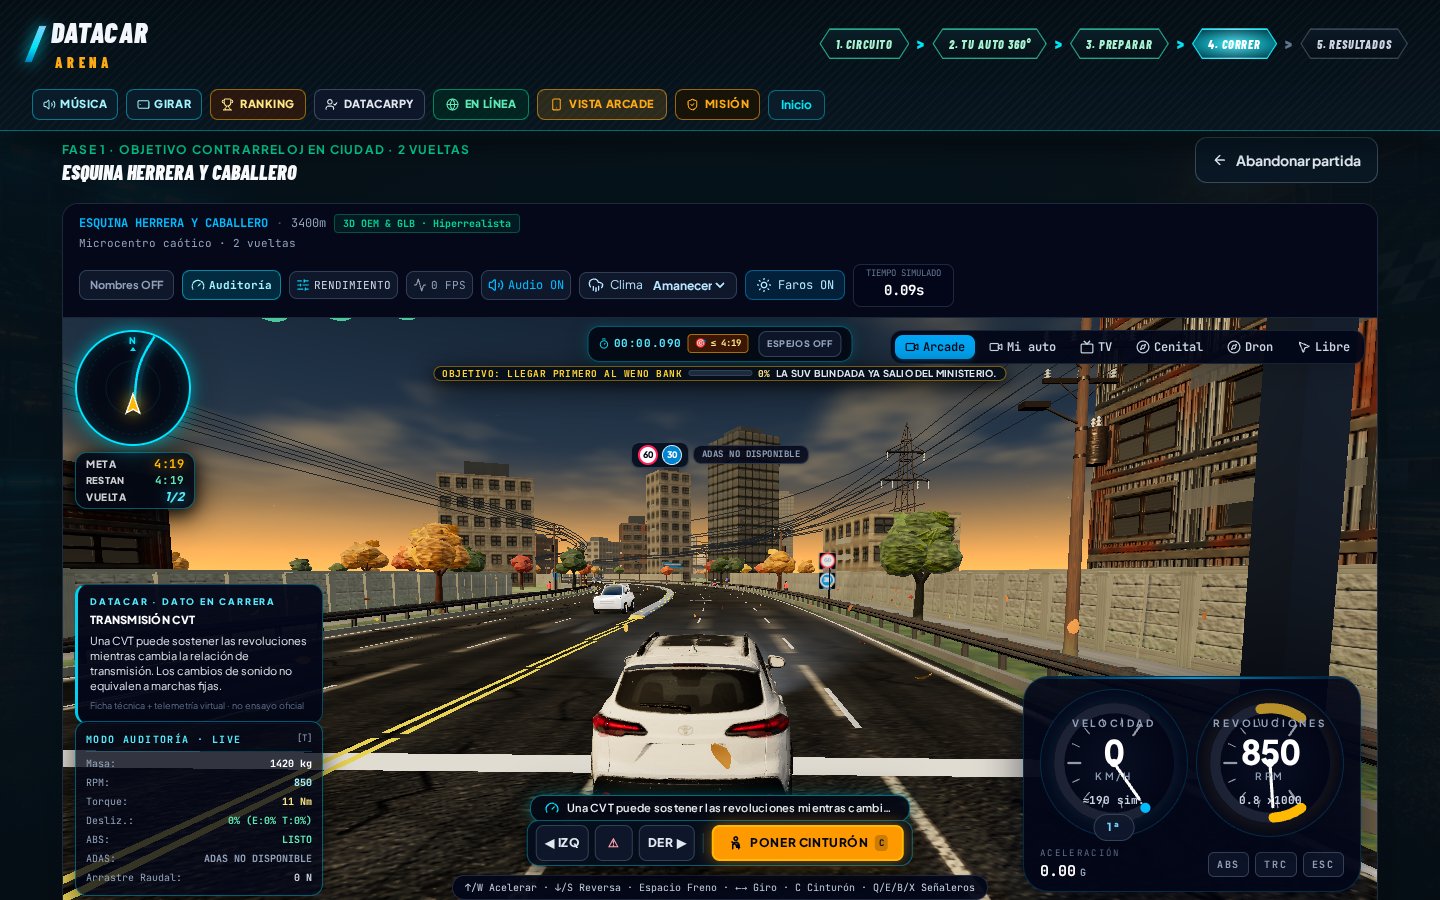 DATACAR
ARENA
1. CIRCUITO > 2. TU AUTO 360° > 3. PREPARAR > 4. CORRER > 5. RESULTADOS
MÚSICA GIRAR RANKING DATACARPY EN LÍNEA VISTA ARCADE MISIÓN Inicio
FASE 1 · OBJETIVO CONTRARRELOJ EN CIUDAD · 2 VUELTAS
ESQUINA HERRERA Y CABALLERO
← Abandonar partida
ESQUINA HERRERA Y CABALLERO · 3400m 3D OEM & GLB · Hiperrealista
Microcentro caótico · 2 vueltas
Nombres OFF Auditoría RENDIMIENTO 0 FPS Audio ON Clima Amanecer Faros ON
TIEMPO SIMULADO
0.09s
N
00:00.090 🎯 ≤ 4:19 ESPEJOS OFF
Arcade Mi auto TV Cenital Dron Libre
OBJETIVO: LLEGAR PRIMERO AL WENO BANK 0% LA SUV BLINDADA YA SALIO DEL MINISTERIO.
60 30 ADAS NO DISPONIBLE
META 4:19
RESTAN 4:19
VUELTA 1/2
DATACAR · DATO EN CARRERA
TRANSMISIÓN CVT
Una CVT puede sostener las revoluciones
mientras cambia la relación de
transmisión. Los cambios de sonido no
equivalen a marchas fijas.
Ficha técnica + telemetría virtual · no ensayo oficial
MODO AUDITORÍA · LIVE [T]
Masa: 1420 kg
RPM: 850
Torque: 11 Nm
Desliz.: 0% (E:0% T:0%)
ABS: LISTO
ADAS: ADAS NO DISPONIBLE
Arrastre Raudal: 0 N
Una CVT puede sostener las revoluciones mientras cambi...
◀ IZQ ⚠ DER ▶ PONER CINTURÓN C
↑/W Acelerar · ↓/S Reversa · Espacio Freno · ←→ Giro · C Cinturón · Q/E/B/X Señaleros
VELOCIDAD
0
KM/H
≈190 sim.
1ª
REVOLUCIONES
850
RPM
0.8 x1000
ACELERACIÓN
0.00 G
ABS TRC ESC